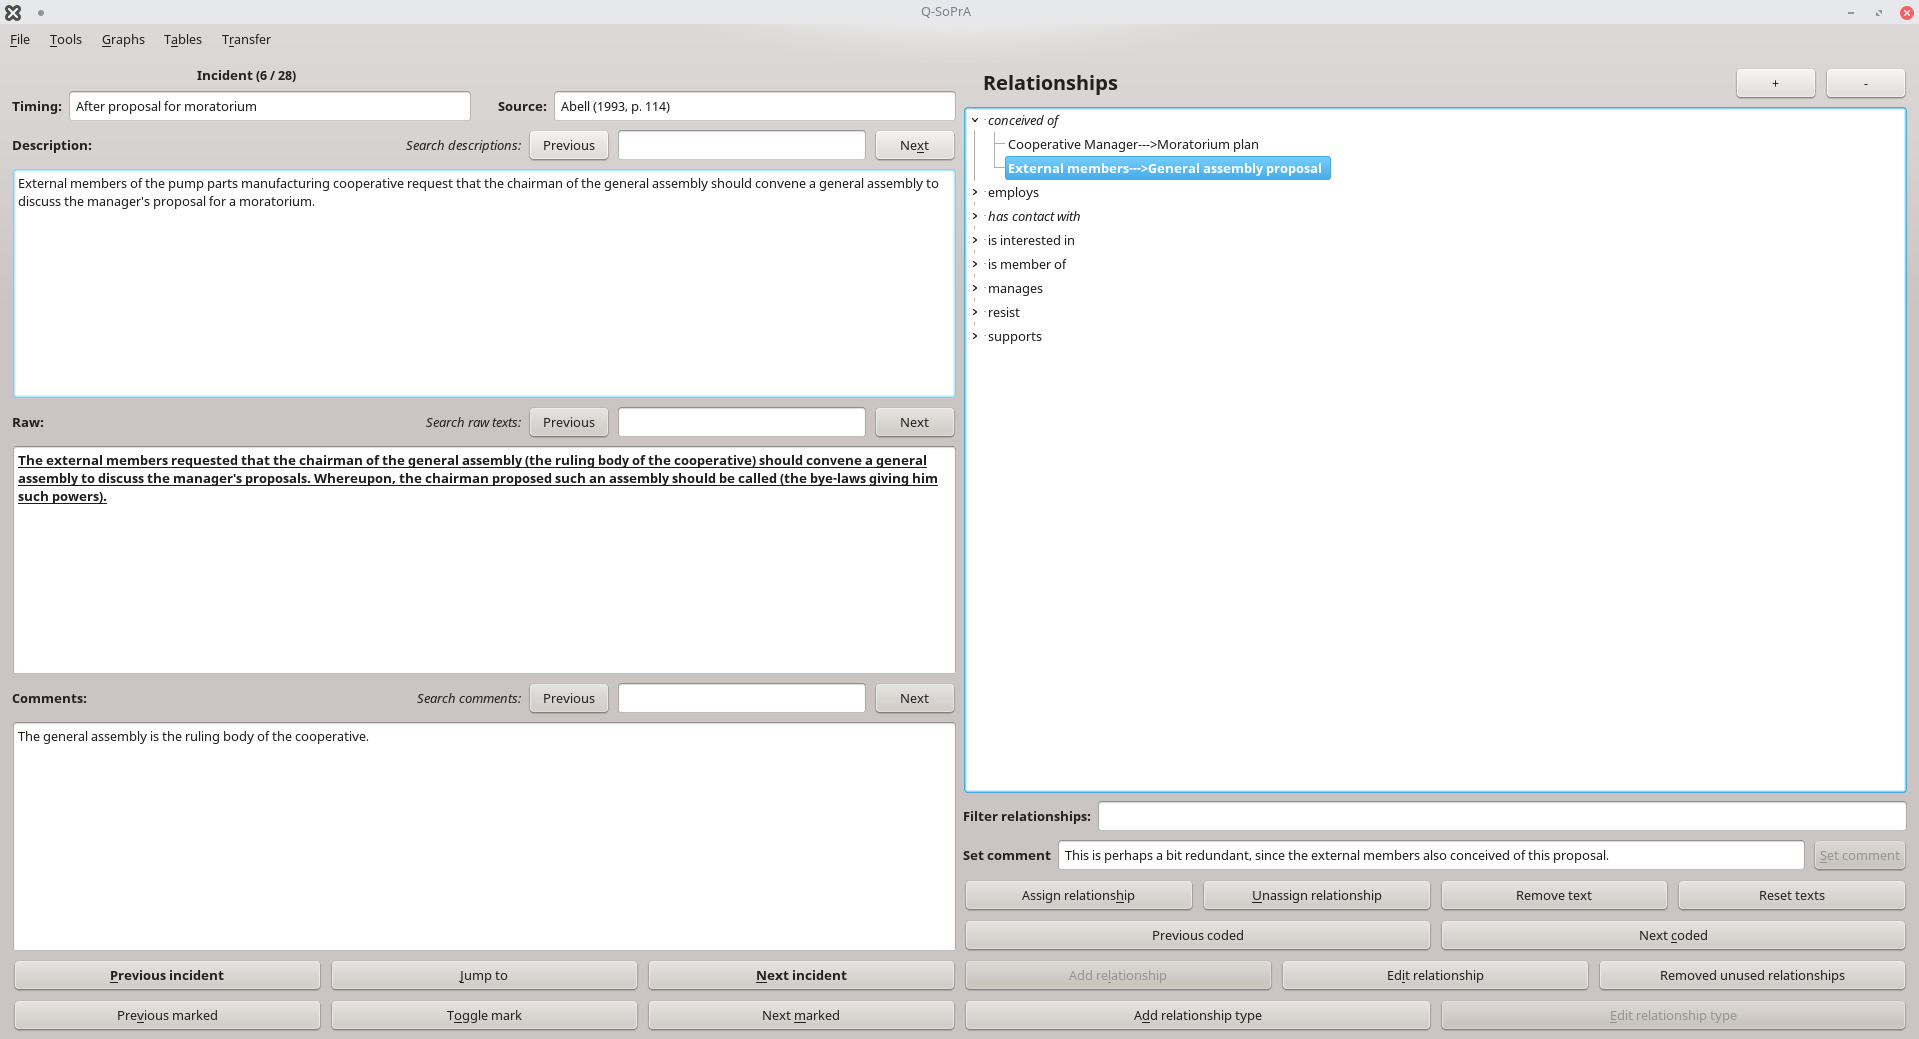 Q-SoPrA
File Tools Graphs Tables Transfer
Incident (6 / 28)
Timing: After proposal for moratorium Source: Abell (1993, p. 114)
Description: Search descriptions: Previous Next
External members of the pump parts manufacturing cooperative request that the chairman of the general assembly should convene a general assembly to
discuss the manager's proposal for a moratorium.
Raw: Search raw texts: Previous Next
The external members requested that the chairman of the general assembly (the ruling body of the cooperative) should convene a general
assembly to discuss the manager's proposals. Whereupon, the chairman proposed such an assembly should be called (the bye-laws giving him
such powers).
Comments: Search comments: Previous Next
The general assembly is the ruling body of the cooperative.
Previous incident Jump to Next incident
Previous marked Toggle mark Next marked
Relationships + -
conceived of
Cooperative Manager--->Moratorium plan
External members--->General assembly proposal
employs
has contact with
is interested in
is member of
manages
resist
supports
Filter relationships:
Set comment This is perhaps a bit redundant, since the external members also conceived of this proposal. Set comment
Assign relationship Unassign relationship Remove text Reset texts
Previous coded Next coded
Add relationship Edit relationship Removed unused relationships
Add relationship type Edit relationship type